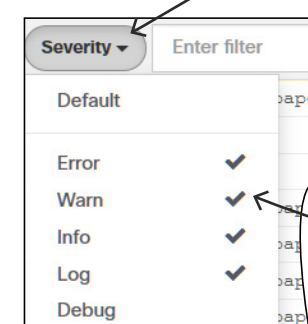 Severity Enter filter
Default
Error
Warn
Info
Log
Debug